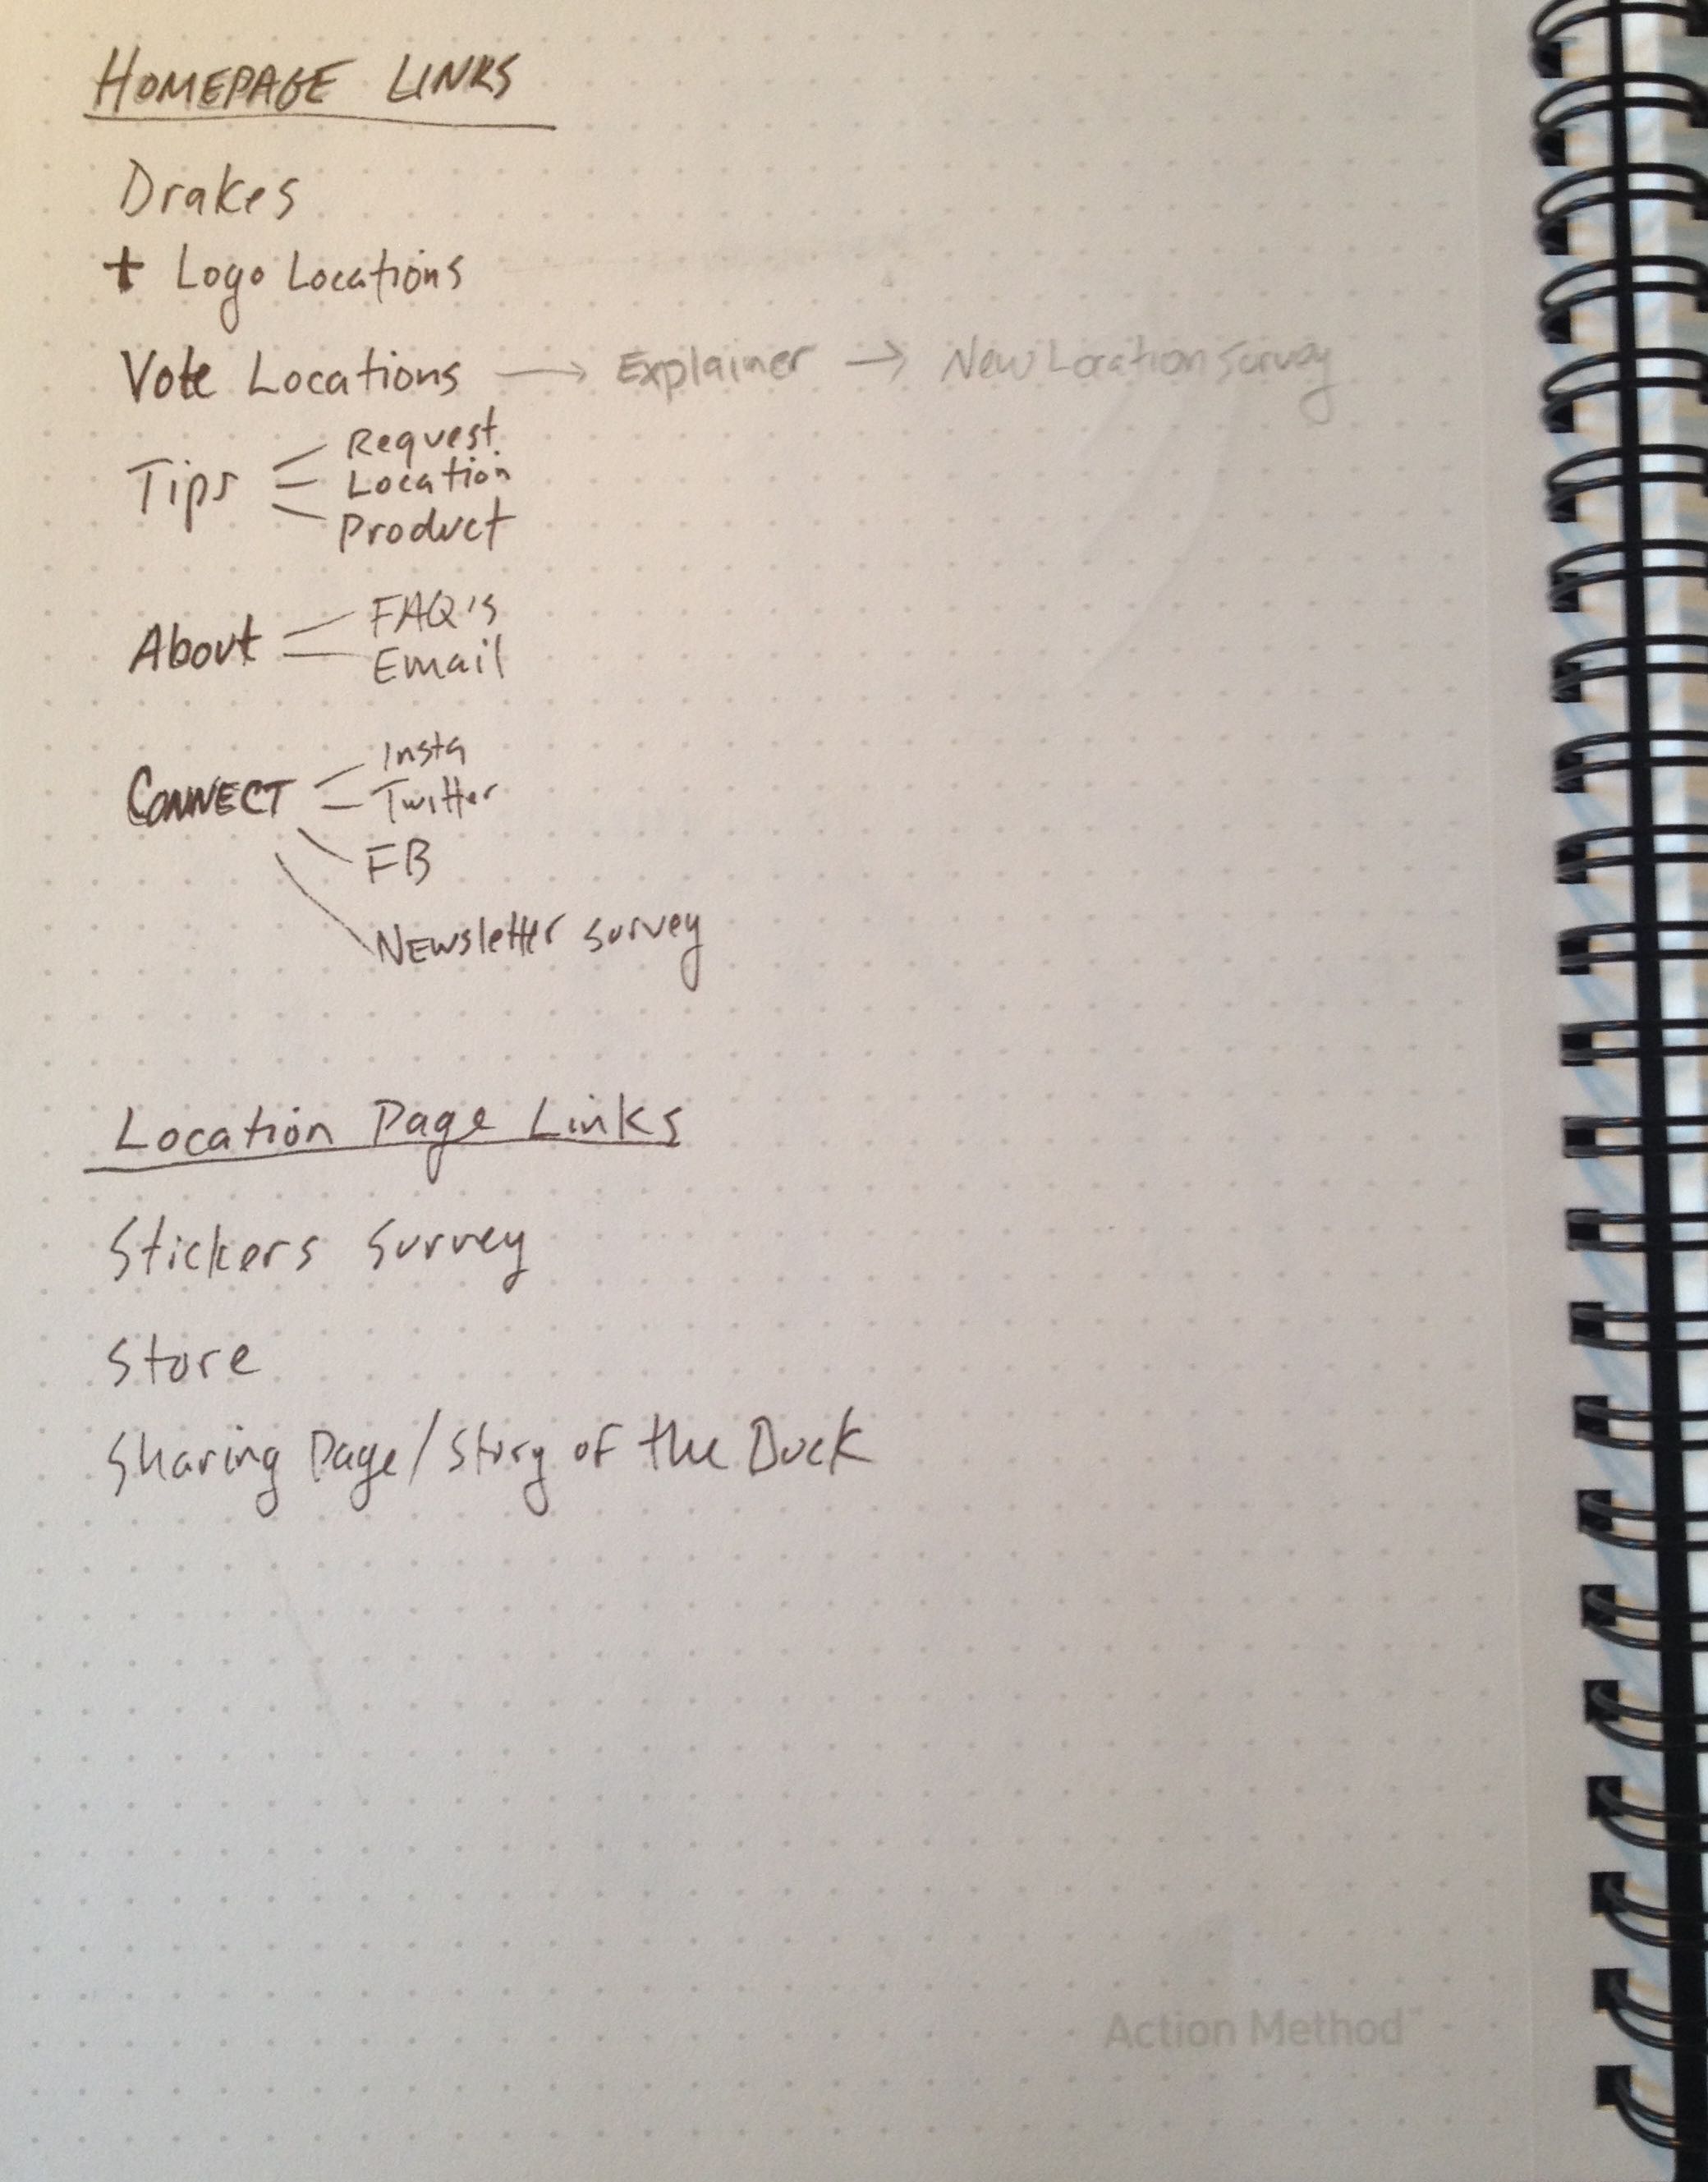 HOMEPAGE LINKS
Drakes
+ Logo Locations
Vote Locations → Explainer → New Location Survey
Tips
Request
Location
Product
About
FAQ's
Email
CONNECT
Insta
Twitter
FB
Newsletter survey
Location Page Links
Stickers survey
Store
Sharing Page/Story of the Duck
Action Method™